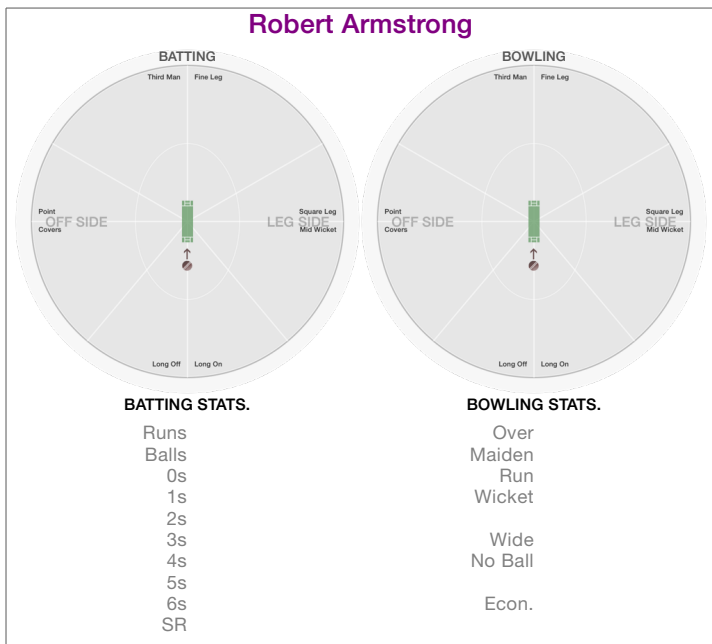 Robert Armstrong
BATTING
Third Man Fine Leg
Point
OFF SIDE
Covers
Square Leg
LEG SIDE
Mid Wicket
Long Off Long On
BOWLING
Third Man Fine Leg
Point
OFF SIDE
Covers
Square Leg
LEG SIDE
Mid Wicket
Long Off Long On
BATTING STATS.
Runs
Balls
0s
1s
2s
3s
4s
5s
6s
SR
BOWLING STATS.
Over
Maiden
Run
Wicket
Wide
No Ball
Econ.